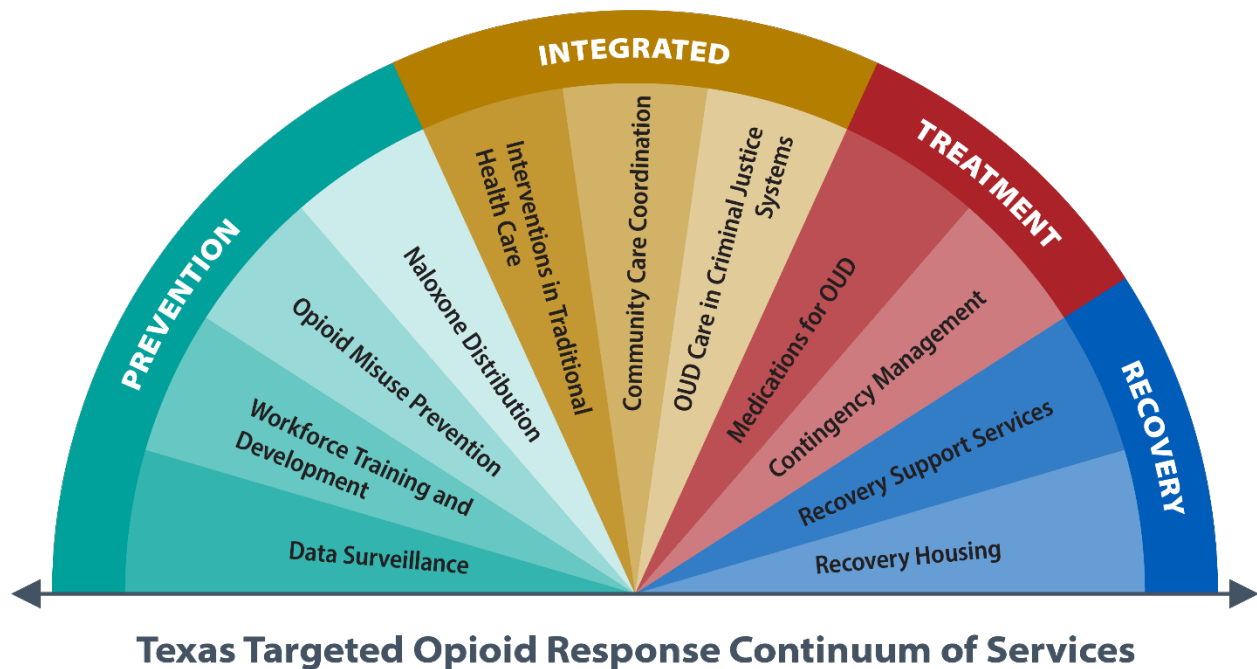 PREVENTION
Data Surveillance
Workforce Training and
Development
Opioid Misuse Prevention
Naloxone Distribution
INTEGRATED
Interventions in Traditional
Health Care
Community Care Coordination
OUD Care in Criminal Justice
Systems
TREATMENT
Medications for OUD
Contingency Management
RECOVERY
Recovery Support Services
Recovery Housing
Texas Targeted Opioid Response Continuum of Services